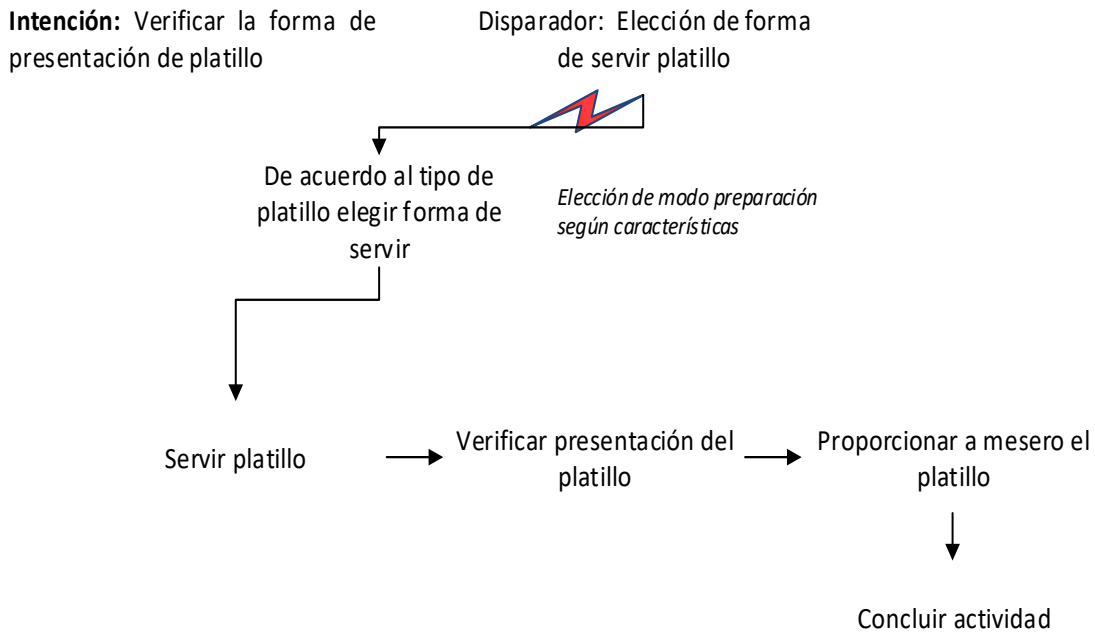 Intención: Verificar la forma de
presentación de platillo
Disparador: Elección de forma
de servir platillo
De acuerdo al tipo de
platillo elegir forma de
servir
Elección de modo preparación
según características
Servir platillo
Verificar presentación del
platillo
Proporcionar a mesero el
platillo
Concluir actividad